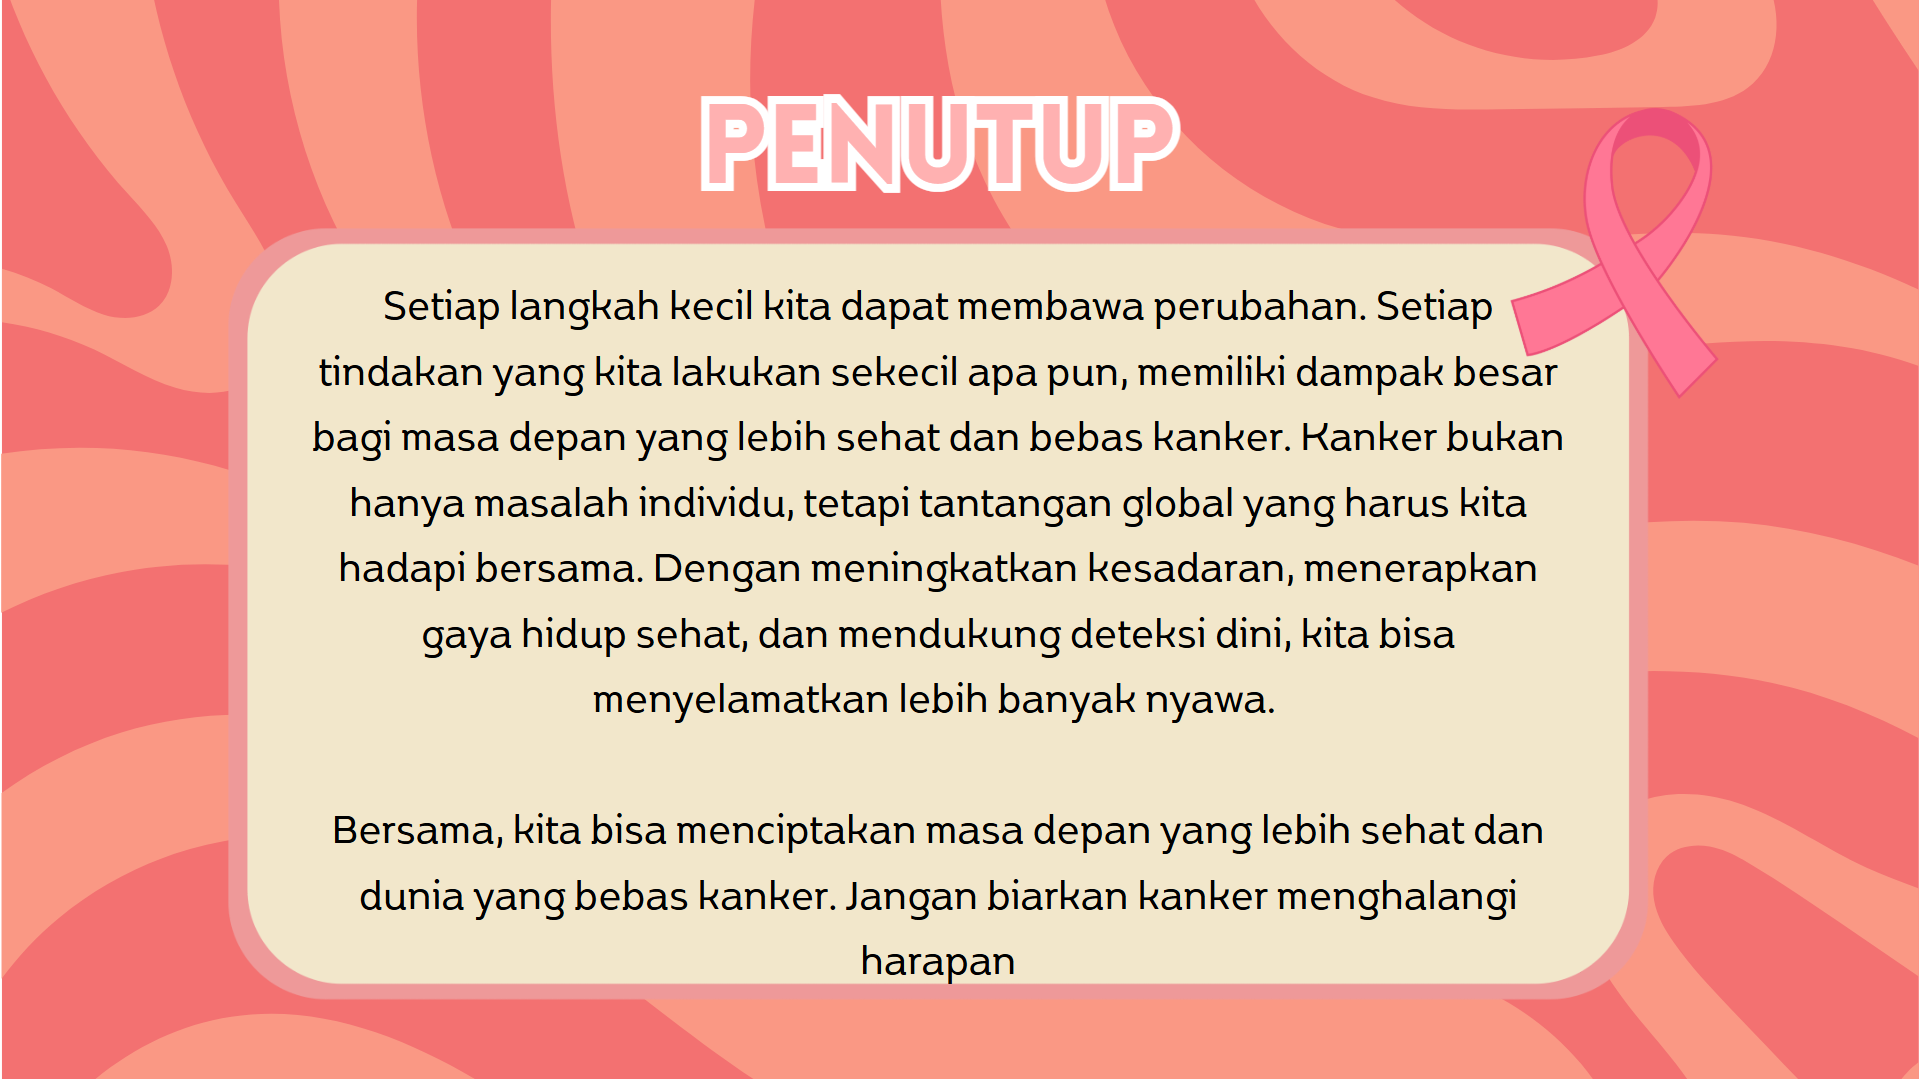 PENUTUP
Setiap langkah kecil kita dapat membawa perubahan. Setiap
tindakan yang kita lakukan sekecil apa pun, memiliki dampak besar
bagi masa depan yang lebih sehat dan bebas kanker. Kanker bukan
hanya masalah individu, tetapi tantangan global yang harus kita
hadapi bersama. Dengan meningkatkan kesadaran, menerapkan
gaya hidup sehat, dan mendukung deteksi dini, kita bisa
menyelamatkan lebih banyak nyawa.
Bersama, kita bisa menciptakan masa depan yang lebih sehat dan
dunia yang bebas kanker. Jangan biarkan kanker menghalangi
harapan